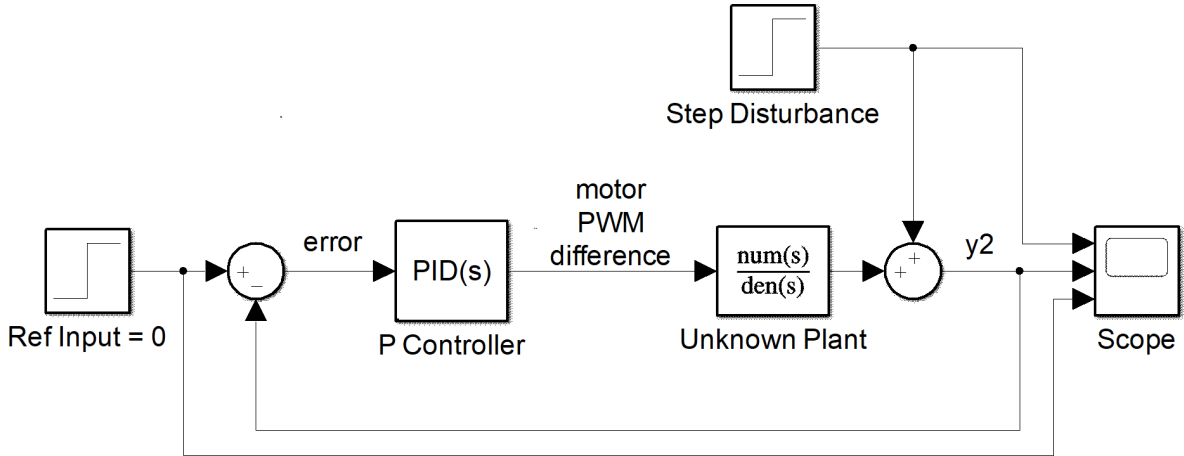 Step Disturbance
motor
PWM
difference
error
y2
+
+
+
−
PID(s)
num(s)
den(s)
Ref Input = 0
P Controller
Unknown Plant
Scope